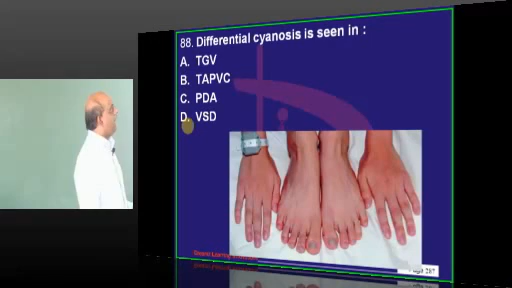 88. Differential cyanosis is seen in :
A. TGV
B. TAPVC
C. PDA
D. VSD